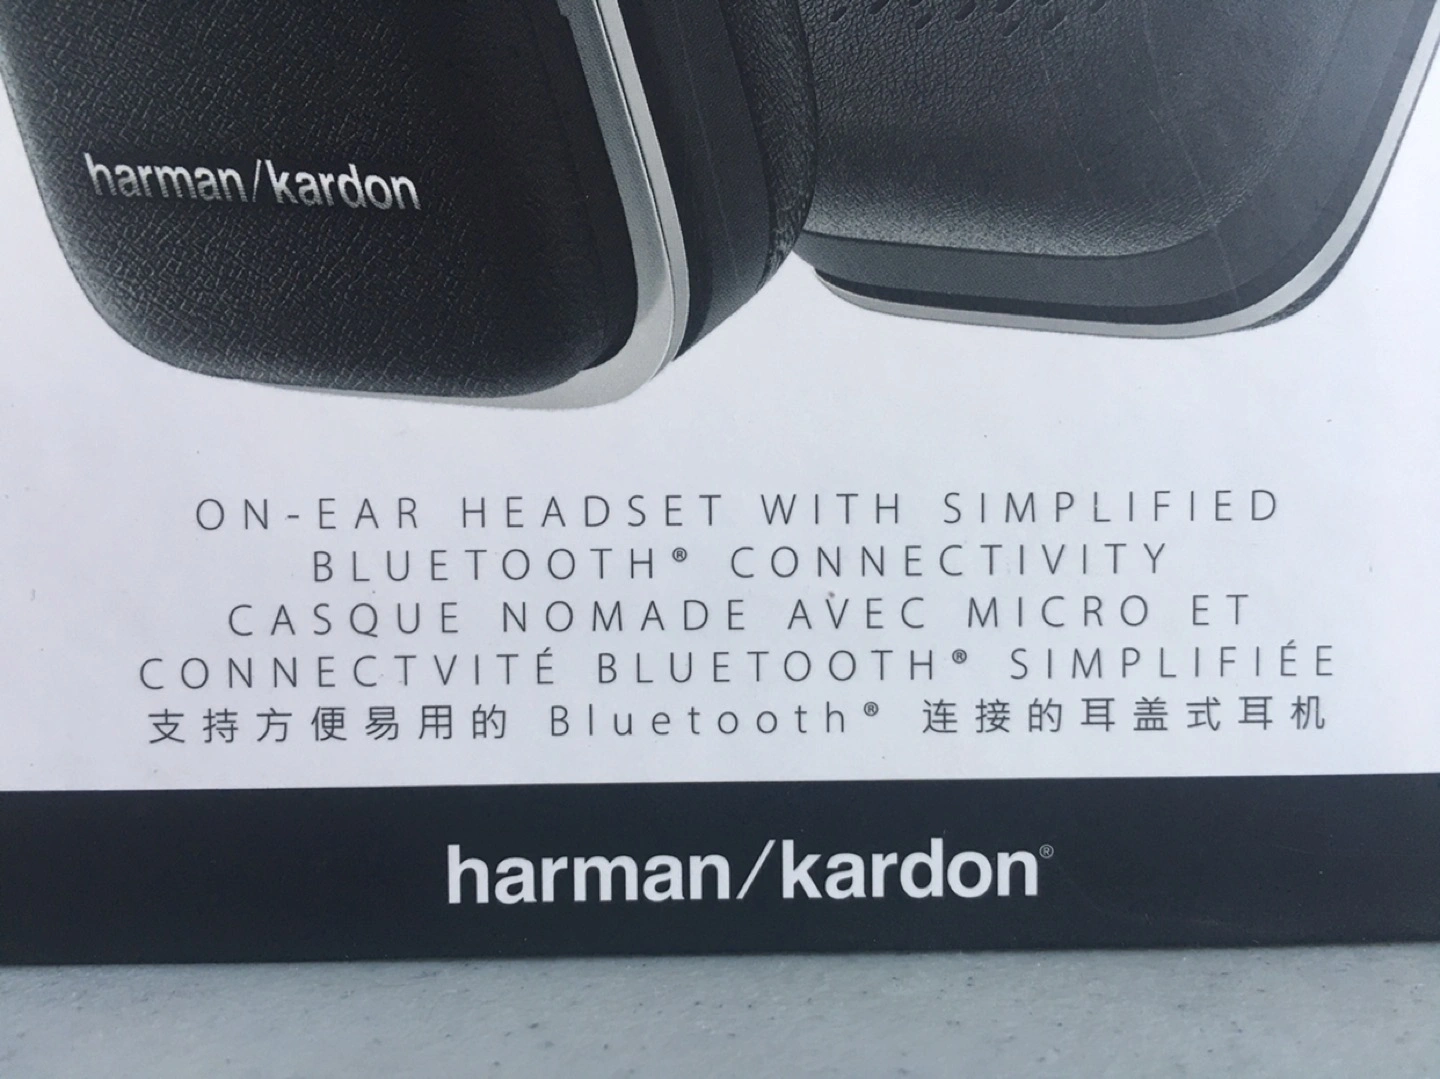 harman/kardon
ON-EAR HEADSET WITH SIMPLIFIED
BLUETOOTH® CONNECTIVITY
CASQUE NOMADE AVEC MICRO ET
CONNECTVITÉ BLUETOOTH® SIMPLIFIÉE
支持方便易用的 Bluetooth® 连接的耳盖式耳机
harman/kardon®